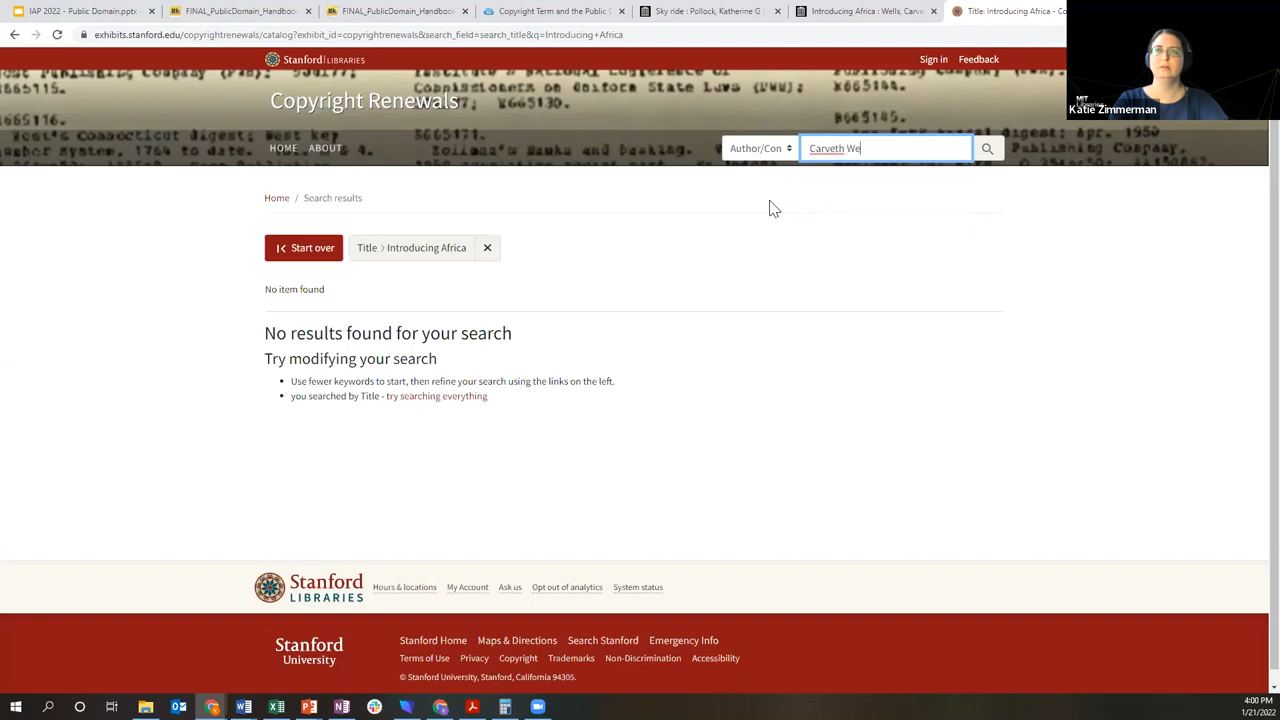 IAP 2022 - Public Domain.
FINAL_PublicDomain_Handbook
FINAL_PublicDomain_Handbook
Copyright Term and the Public D
Sky ride : Pollock, Katherine G
Introducing Africa : Wells, Carve
Title: Introducing Africa - Co
exhibits.stanford.edu/copyrightrenewals/catalog?exhibit_id=copyrightrenewals&search_field=search_title&q=Introducing+Africa
Stanford LIBRARIES
Sign in
Feedback
Copyright Renewals
HOME
ABOUT
Author/Con
Carveth We
Katie Zimmerman
MIT
Libraries
Home / Search results
Start over
Title > Introducing Africa
No item found
No results found for your search
Try modifying your search
Use fewer keywords to start, then refine your search using the links on the left.
you searched by Title - try searching everything
Stanford
LIBRARIES
Hours & locations
My Account
Ask us
Opt out of analytics
System status
Stanford
University
Stanford Home
Maps & Directions
Search Stanford
Emergency Info
Terms of Use
Privacy
Copyright
Trademarks
Non-Discrimination
Accessibility
© Stanford University, Stanford, California 94305.
4:00 PM
1/21/2022